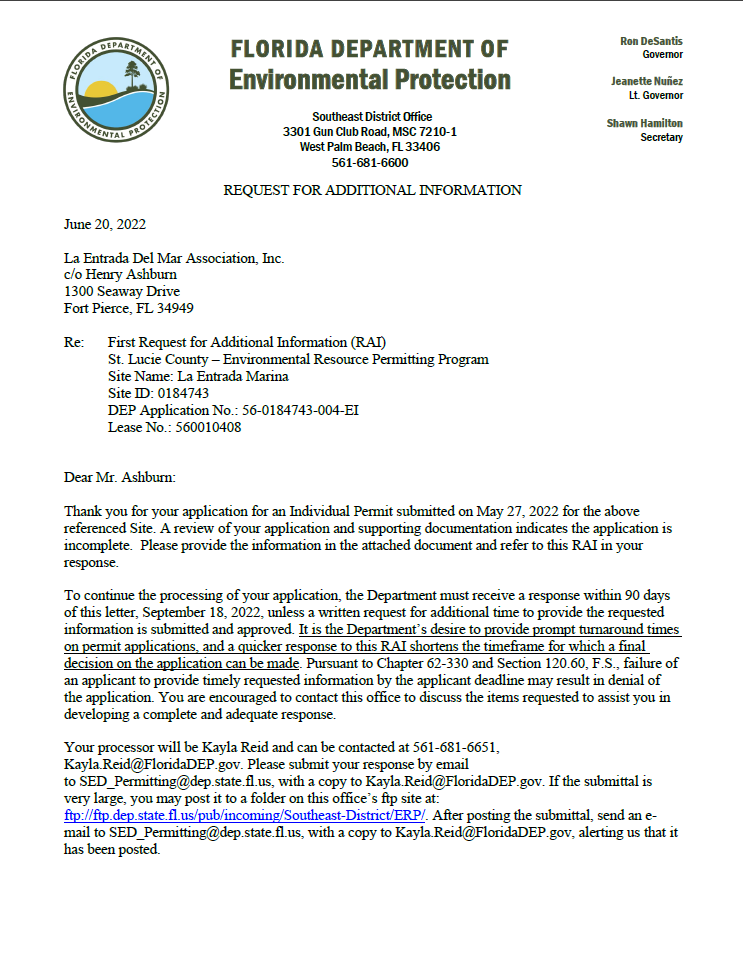 FLORIDA DEPARTMENT OF
ENVIRONMENTAL PROTECTION
FLORIDA DEPARTMENT OF
Environmental Protection
Southeast District Office
3301 Gun Club Road, MSC 7210-1
West Palm Beach, FL 33406
561-681-6600
Ron DeSantis
Governor
Jeanette Nuñez
Lt. Governor
Shawn Hamilton
Secretary
REQUEST FOR ADDITIONAL INFORMATION
June 20, 2022
La Entrada Del Mar Association, Inc.
c/o Henry Ashburn
1300 Seaway Drive
Fort Pierce, FL 34949
Re: First Request for Additional Information (RAI)
St. Lucie County – Environmental Resource Permitting Program
Site Name: La Entrada Marina
Site ID: 0184743
DEP Application No.: 56-0184743-004-EI
Lease No.: 560010408
Dear Mr. Ashburn:
Thank you for your application for an Individual Permit submitted on May 27, 2022 for the above
referenced Site. A review of your application and supporting documentation indicates the application is
incomplete. Please provide the information in the attached document and refer to this RAI in your
response.
To continue the processing of your application, the Department must receive a response within 90 days
of this letter, September 18, 2022, unless a written request for additional time to provide the requested
information is submitted and approved. It is the Department's desire to provide prompt turnaround times
on permit applications, and a quicker response to this RAI shortens the timeframe for which a final
decision on the application can be made. Pursuant to Chapter 62-330 and Section 120.60, F.S., failure of
an applicant to provide timely requested information by the applicant deadline may result in denial of
the application. You are encouraged to contact this office to discuss the items requested to assist you in
developing a complete and adequate response.
Your processor will be Kayla Reid and can be contacted at 561-681-6651,
Kayla.Reid@FloridaDEP.gov. Please submit your response by email
to SED_Permitting@dep.state.fl.us, with a copy to Kayla.Reid@FloridaDEP.gov. If the submittal is
very large, you may post it to a folder on this office's ftp site at:
ftp://ftp.dep.state.fl.us/pub/incoming/Southeast-District/ERP/. After posting the submittal, send an e-
mail to SED_Permitting@dep.state.fl.us, with a copy to Kayla.Reid@FloridaDEP.gov, alerting us that it
has been posted.